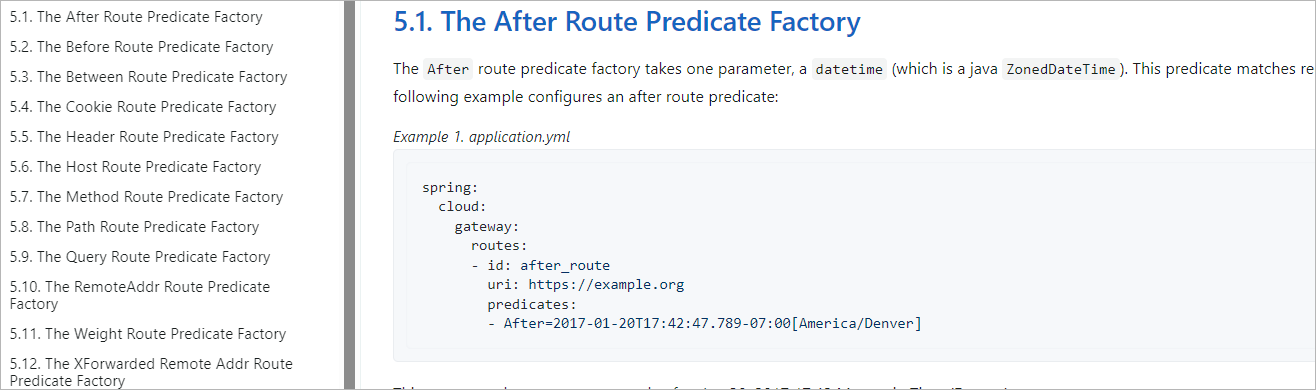 5.1. The After Route Predicate Factory
5.2. The Before Route Predicate Factory
5.3. The Between Route Predicate Factory
5.4. The Cookie Route Predicate Factory
5.5. The Header Route Predicate Factory
5.6. The Host Route Predicate Factory
5.7. The Method Route Predicate Factory
5.8. The Path Route Predicate Factory
5.9. The Query Route Predicate Factory
5.10. The RemoteAddr Route Predicate
Factory
5.11. The Weight Route Predicate Factory
5.12. The XForwarded Remote Addr Route
Predicate Factory
5.1. The After Route Predicate Factory
The After route predicate factory takes one parameter, a datetime (which is a java ZonedDateTime). This predicate matches re
following example configures an after route predicate:
Example 1. application.yml
spring:
  cloud:
    gateway:
      routes:
      - id: after_route
        uri: https://example.org
        predicates:
        - After=2017-01-20T17:42:47.789-07:00[America/Denver]